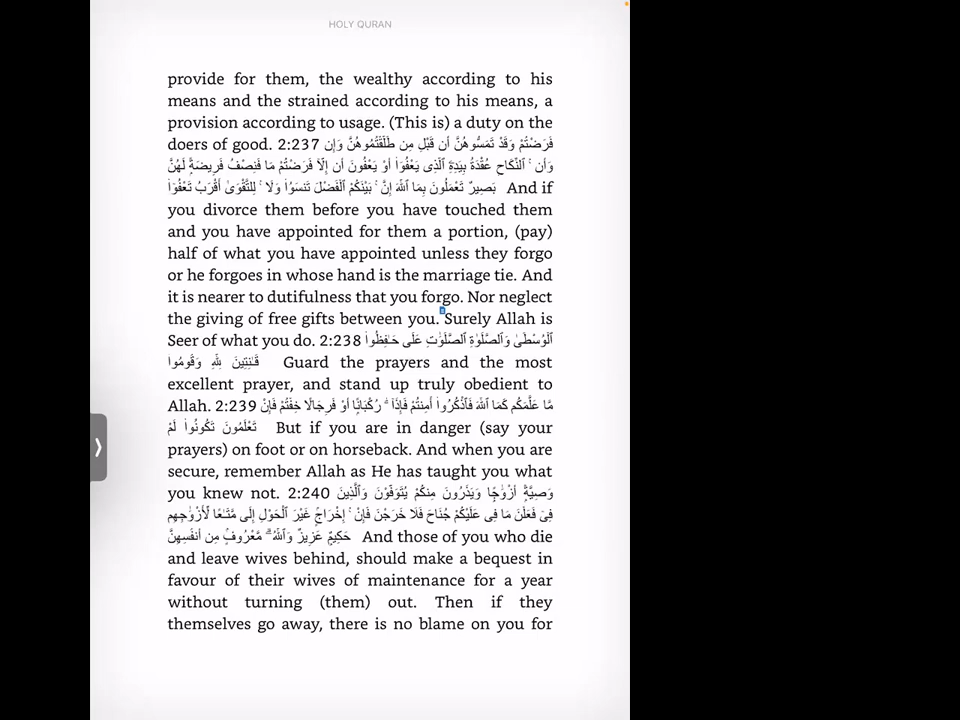 HOLY QURAN
provide for them, the wealthy according to his
means and the strained according to his means, a
provision according to usage. (This is) a duty on the
doers of good. 2:237 فَرَضْتُمْ وَقَدْ تَمَسُّوهُنَّ أَن قَبْلِ مِن طَلَّقْتُمُوهُنَّ وَإِن
وَأَن ۚ ٱلنِّكَاحِ عُقْدَةُ بِيَدِهِۦ ٱلَّذِى يَعْفُوَا۟ أَوْ يَعْفُونَ أَن إِلَّآ فَرَضْتُمْ مَا فَنِصْفُ فَرِيضَةً لَهُنَّ
بَصِيرٌ تَعْمَلُونَ بِمَا ٱللَّهَ إِنَّ ۚ بَيْنَكُمْ ٱلْفَضْلَ تَنسَوُا۟ وَلَا ۚ لِلتَّقْوَىٰ أَقْرَبُ تَعْفُوٓا۟ And if
you divorce them before you have touched them
and you have appointed for them a portion, (pay)
half of what you have appointed unless they forgo
or he forgoes in whose hand is the marriage tie. And
it is nearer to dutifulness that you forgo. Nor neglect
the giving of free gifts between you. Surely Allah is
Seer of what you do. 2:238 ٱلْوُسْطَىٰ وَٱلصَّلَوٰةِ ٱلصَّلَوَٰتِ عَلَى حَـٰفِظُوا۟
قَـٰنِتِينَ لِلَّهِ وَقُومُوا۟ Guard the prayers and the most
excellent prayer, and stand up truly obedient to
Allah. 2:239 مَّا عَلَّمَكُم كَمَا ٱللَّهَ فَٱذْكُرُوا۟ أَمِنتُمْ فَإِذَآ ۖ رُكْبَانًا أَوْ فَرِجَالًا خِفْتُمْ فَإِنْ
تَعْلَمُونَ تَكُونُوا۟ لَمْ But if you are in danger (say your
prayers) on foot or on horseback. And when you are
secure, remember Allah as He has taught you what
you knew not. 2:240 وَصِيَّةً أَزْوَٰجًا وَيَذَرُونَ مِنكُمْ يُتَوَفَّوْنَ وَٱلَّذِينَ
فِىٓ فَعَلْنَ مَا فِى عَلَيْكُمْ جُنَاحَ فَلَا خَرَجْنَ فَإِنْ ۚ إِخْرَاجٍ غَيْرَ ٱلْحَوْلِ إِلَى مَّتَـٰعًا لِّأَزْوَٰجِهِم
حَكِيمٌ عَزِيزٌ وَٱللَّهُ ۗ مَّعْرُوفٍ مِن أَنفُسِهِنَّ And those of you who die
and leave wives behind, should make a bequest in
favour of their wives of maintenance for a year
without turning (them) out. Then if they
themselves go away, there is no blame on you for